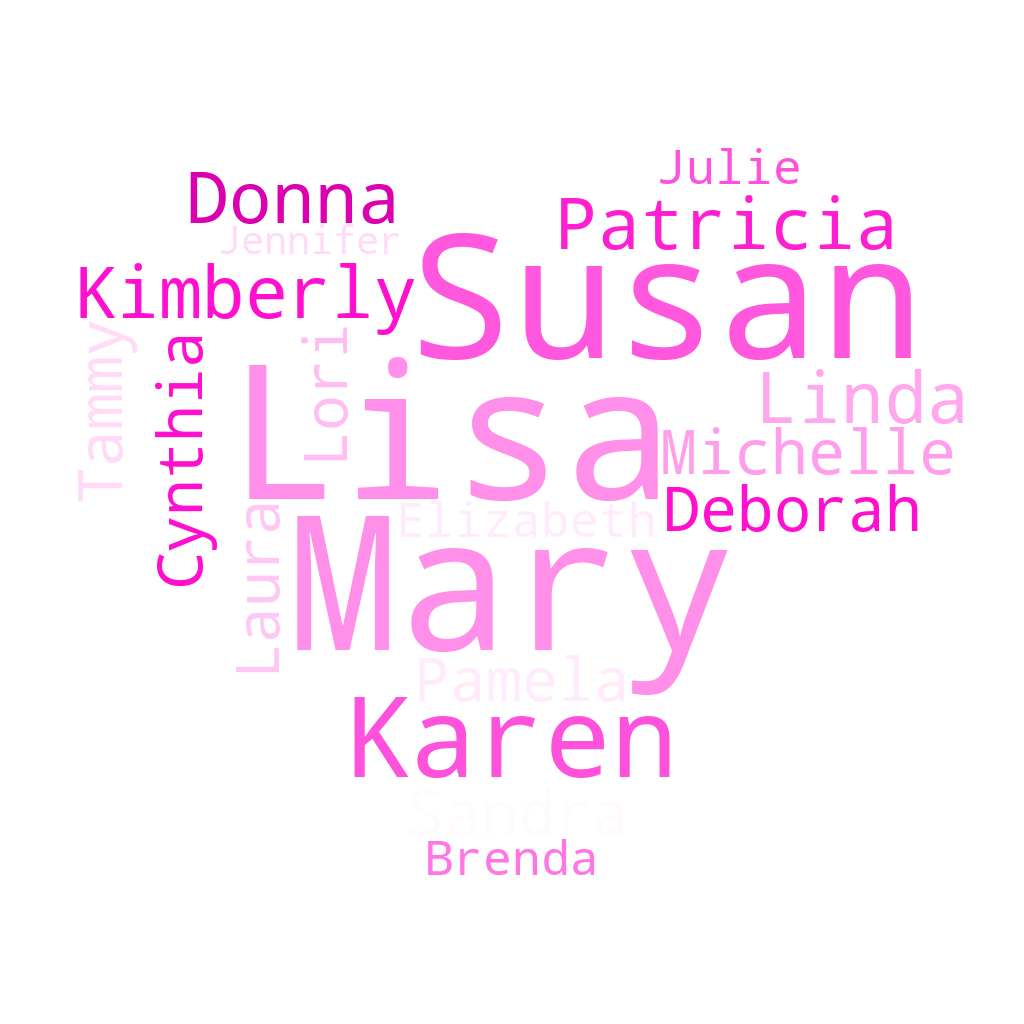 Julie
Donna
Patricia
Jennifer
Susan
Kimberly
Tammy
Cynthia
Lori
Lisa
Linda
Michelle
Deborah
Laura
Elizabeth
Mary
Pamela
Karen
Sandra
Brenda